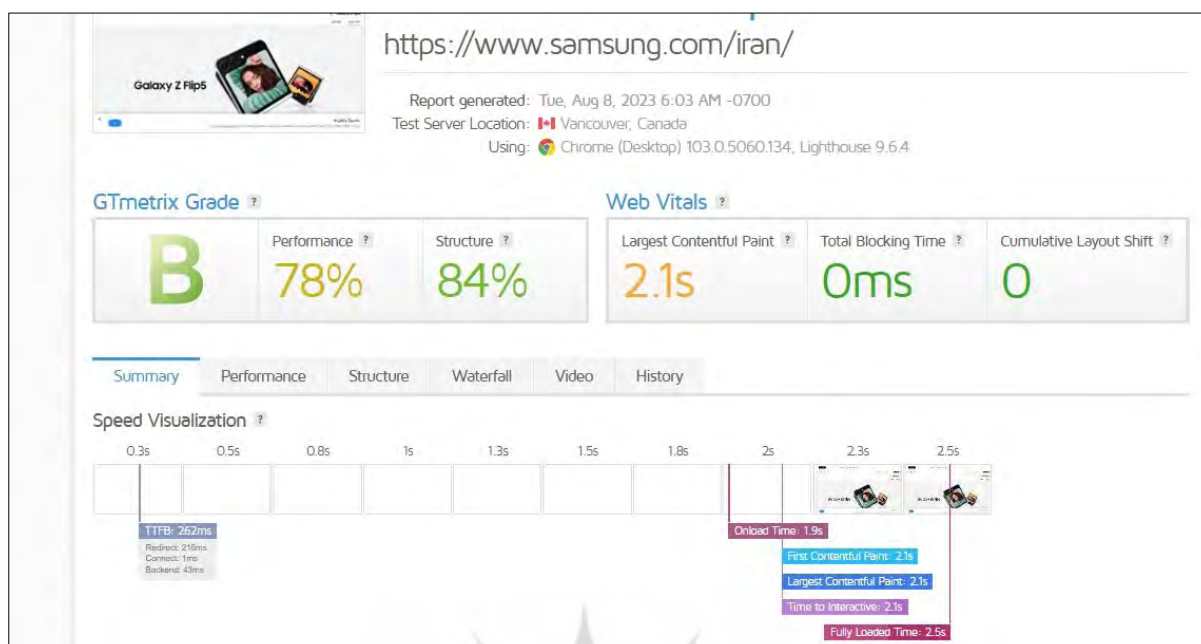 https://www.samsung.com/iran/
Galaxy Z Flip5
Report generated: Tue, Aug 8, 2023 6:03 AM -0700
Test Server Location: Vancouver, Canada
Using: Chrome (Desktop) 103.0.5060.134, Lighthouse 9.6.4
GTmetrix Grade ?
Web Vitals ?
B
Performance ?
78%
Structure ?
84%
Largest Contentful Paint ?
2.1s
Total Blocking Time ?
0ms
Cumulative Layout Shift ?
0
Summary Performance Structure Waterfall Video History
Speed Visualization ?
0.3s 0.5s 0.8s 1s 1.3s 1.5s 1.8s 2s 2.3s 2.5s
TTFB: 262ms
Redirect: 218ms
Connect: 1ms
Backend: 43ms
Onload Time: 1.9s
First Contentful Paint: 2.1s
Largest Contentful Paint: 2.1s
Time to Interactive: 2.1s
Fully Loaded Time: 2.5s